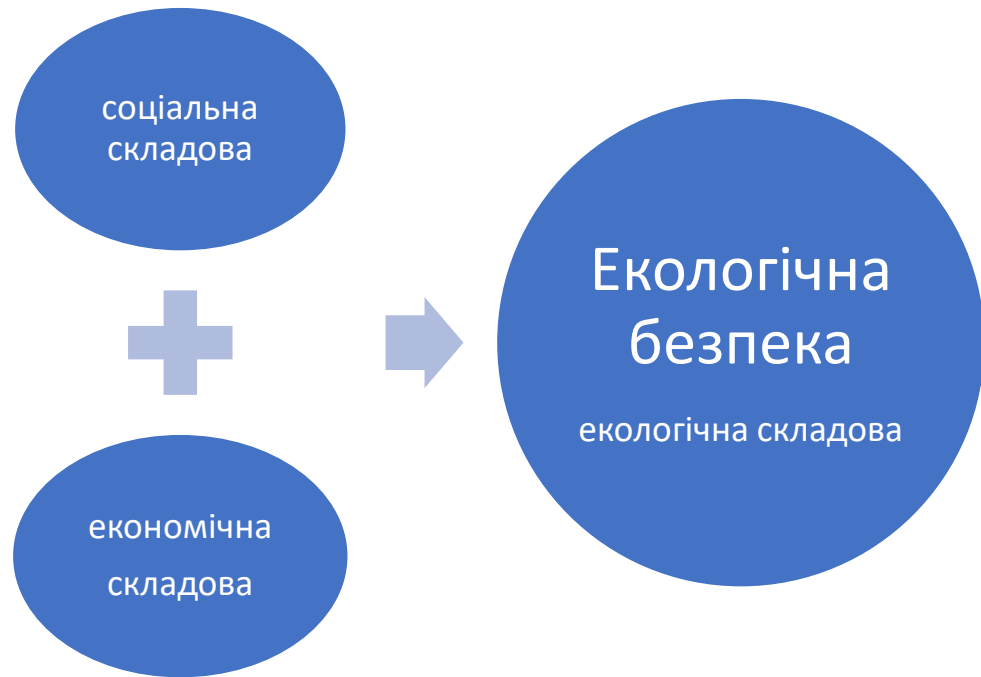 соціальна
складова
економічна
складова
Екологічна
безпека
екологічна складова